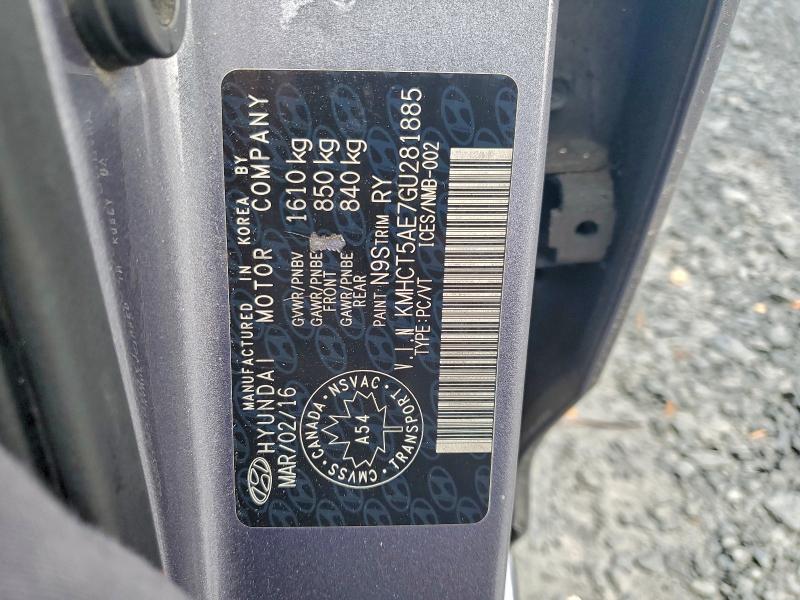 MANUFACTURED IN KOREA BY
HYUNDAI MOTOR COMPANY
MAR/02/16
GVWR/PNBV 1610 kg
GAWR/PNBE FRONT 850 kg
GAWR/PNBE REAR 840 kg
PAINT: N9S TRIM RY
V.I.N KMHCT5AE7GU281885
TYPE: PC/VT ICES/NMB-002
CANADA · NSVAC · TRANSPORT · CMVSS
A54